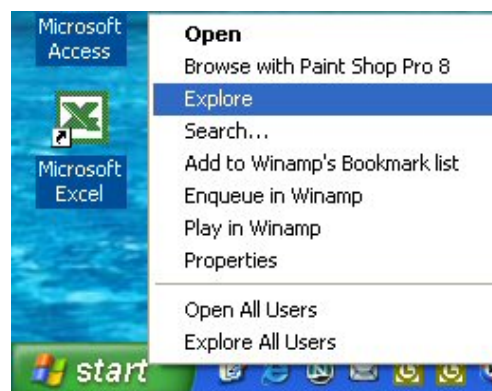 Microsoft
Access
Microsoft
Excel
Open
Browse with Paint Shop Pro 8
Explore
Search...
Add to Winamp's Bookmark list
Enqueue in Winamp
Play in Winamp
Properties
Open All Users
Explore All Users
start